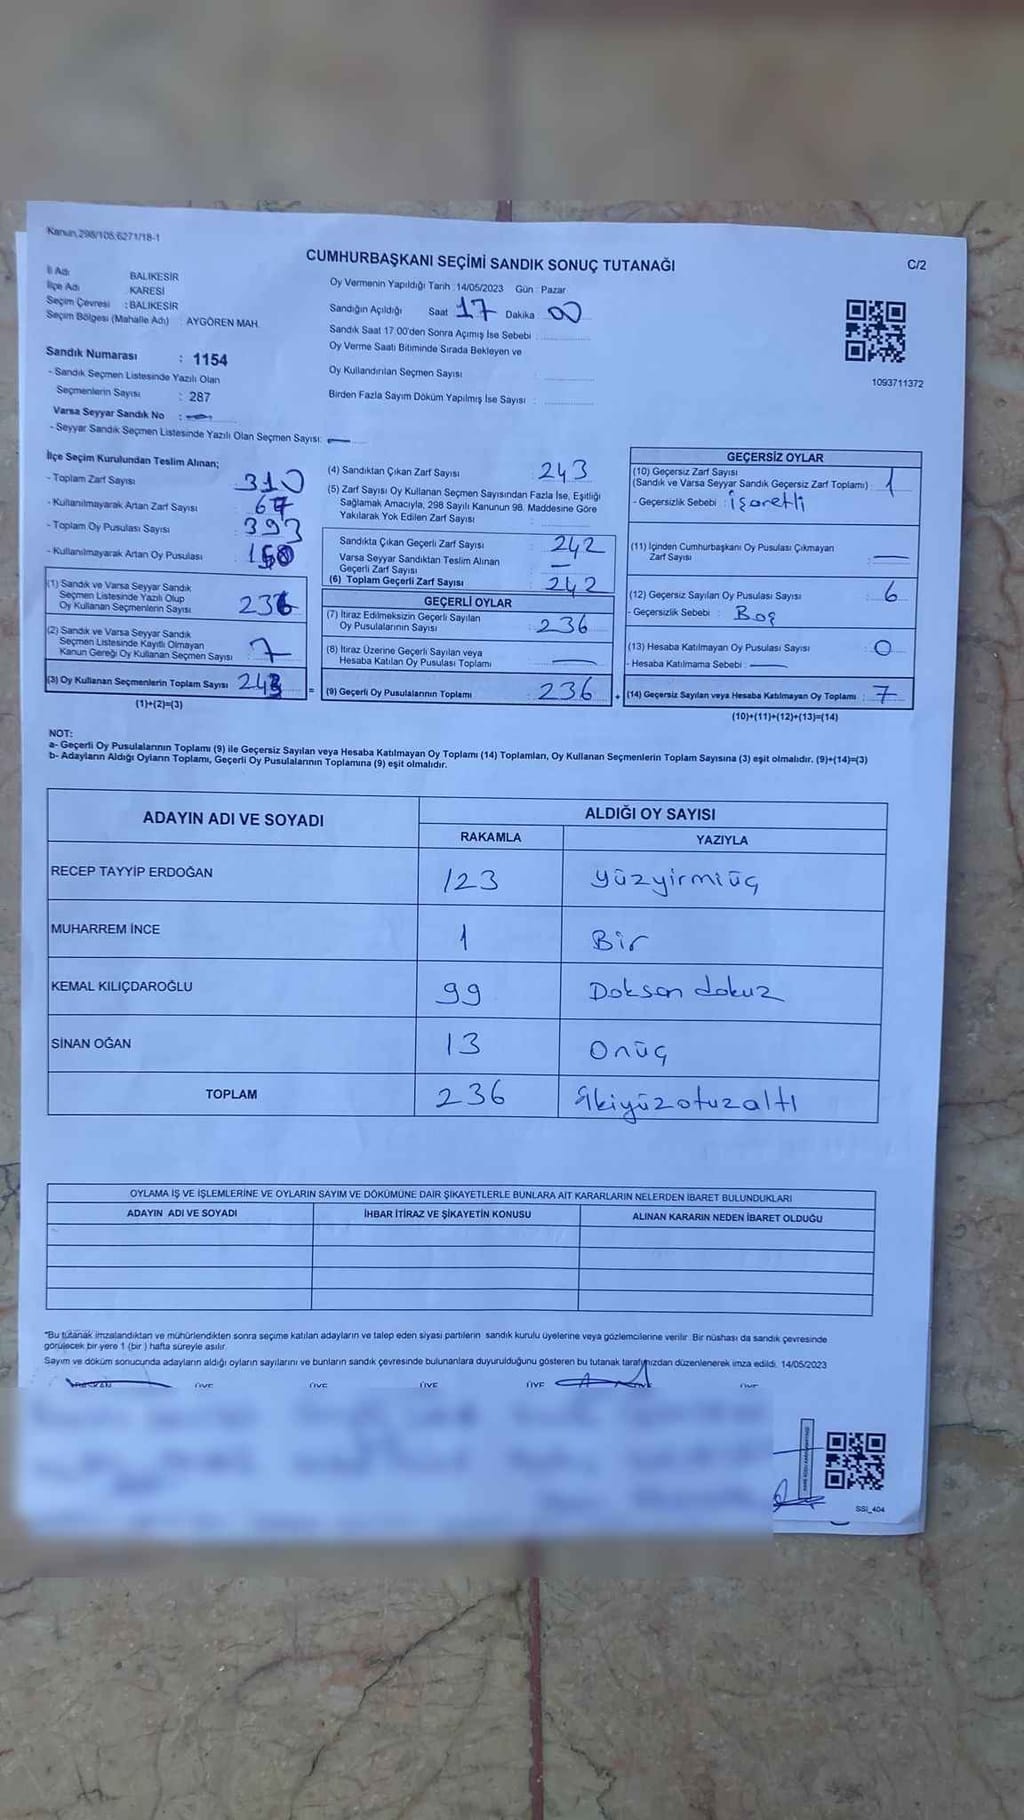 Kanun,298/105,6271/18-1
CUMHURBAŞKANI SEÇİMİ SANDIK SONUÇ TUTANAĞI
C/2
İl Adı BALIKESİR
İlçe Adı KARESİ
Seçim Çevresi : BALIKESİR
Seçim Bölgesi (Mahalle Adı) : AYGÖREN MAH.
Sandık Numarası : 1154
- Sandık Seçmen Listesinde Yazılı Olan
Seçmenlerin Sayısı : 287
Varsa Seyyar Sandık No :
- Seyyar Sandık Seçmen Listesinde Yazılı Olan Seçmen Sayısı:
Oy Vermenin Yapıldığı Tarih : 14/05/2023 Gün : Pazar
Sandığın Açıldığı Saat 17 Dakika 00
Sandık Saat 17.00'den Sonra Açımış İse Sebebi :
Oy Verme Saati Bitiminde Sırada Bekleyen ve
Oy Kullandırılan Seçmen Sayısı :
Birden Fazla Sayım Döküm Yapılmış İse Sayısı :
1093711372
İlçe Seçim Kurulundan Teslim Alınan;
- Toplam Zarf Sayısı : 310
- Kullanılmayarak Artan Zarf Sayısı : 67
- Toplam Oy Pusulası Sayısı : 393
- Kullanılmayarak Artan Oy Pusulası :
(1) Sandık ve Varsa Seyyar Sandık
Seçmen Listesinde Yazılı Olup
Oy Kullanan Seçmenlerin Sayısı : 236
(2) Sandık ve Varsa Seyyar Sandık
Seçmen Listesinde Kayıtlı Olmayan
Kanun Gereği Oy Kullanan Seçmen Sayısı : 7
(3) Oy Kullanan Seçmenlerin Toplam Sayısı : 243
(1)+(2)=(3)
(4) Sandıktan Çıkan Zarf Sayısı : 243
(5) Zarf Sayısı Oy Kullanan Seçmen Sayısından Fazla İse, Eşitliği
Sağlamak Amacıyla, 298 Sayılı Kanunun 98. Maddesine Göre
Yakılarak Yok Edilen Zarf Sayısı :
Sandıkta Çıkan Geçerli Zarf Sayısı : 242
Varsa Seyyar Sandıktan Teslim Alınan
Geçerli Zarf Sayısı : —
(6) Toplam Geçerli Zarf Sayısı : 242
GEÇERLİ OYLAR
(7) İtiraz Edilmeksizin Geçerli Sayılan
Oy Pusulalarının Sayısı : 236
(8) İtiraz Üzerine Geçerli Sayılan veya
Hesaba Katılan Oy Pusulası Toplamı : —
= (9) Geçerli Oy Pusulalarının Toplamı : 236
GEÇERSİZ OYLAR
(10) Geçersiz Zarf Sayısı
(Sandık ve Varsa Seyyar Sandık Geçersiz Zarf Toplamı) : 1
- Geçersizlik Sebebi : İşaretli
(11) İçinden Cumhurbaşkanı Oy Pusulası Çıkmayan
Zarf Sayısı : —
(12) Geçersiz Sayılan Oy Pusulası Sayısı : 6
- Geçersizlik Sebebi : Boş
(13) Hesaba Katılmayan Oy Pusulası Sayısı : 0
- Hesaba Katılmama Sebebi : —
+ (14) Geçersiz Sayılan veya Hesaba Katılmayan Oy Toplamı : 7
(10)+(11)+(12)+(13)=(14)
NOT:
a- Geçerli Oy Pusulalarının Toplamı (9) ile Geçersiz Sayılan veya Hesaba Katılmayan Oy Toplamı (14) Toplamları, Oy Kullanan Seçmenlerin Toplam Sayısına (3) eşit olmalıdır. (9)+(14)=(3)
b- Adayların Aldığı Oyların Toplamı, Geçerli Oy Pusulalarının Toplamına (9) eşit olmalıdır.
ADAYIN ADI VE SOYADI ALDIĞI OY SAYISI
RAKAMLA YAZIYLA
RECEP TAYYİP ERDOĞAN 123 yüzyirmiüç
MUHARREM İNCE 1 Bir
KEMAL KILIÇDAROĞLU 99 Doksan dokuz
SİNAN OĞAN 13 Onüç
TOPLAM 236 İkiyüzotuzaltı
OYLAMA İŞ VE İŞLEMLERİNE VE OYLARIN SAYIM VE DÖKÜMÜNE DAİR ŞİKAYETLERLE BUNLARA AİT KARARLARIN NELERDEN İBARET BULUNDUKLARI
ADAYIN ADI VE SOYADI İHBAR İTİRAZ VE ŞİKAYETİN KONUSU ALINAN KARARIN NEDEN İBARET OLDUĞU
"Bu tutanak imzalandıktan ve mühürlendikten sonra seçime katılan adayların ve talep eden siyasi partilerin sandık kurulu üyelerine veya gözlemcilerine verilir. Bir nüshası da sandık çevresinde
görülecek bir yere 1 (bir) hafta süreyle asılır.
Sayım ve döküm sonucunda adayların aldığı oyların sayılarını ve bunların sandık çevresinde bulunanlara duyurulduğunu gösteren bu tutanak tarafımızdan düzenlenerek imza edildi. 14/05/2023
ÜYE ÜYE ÜYE ÜYE
SSI_404